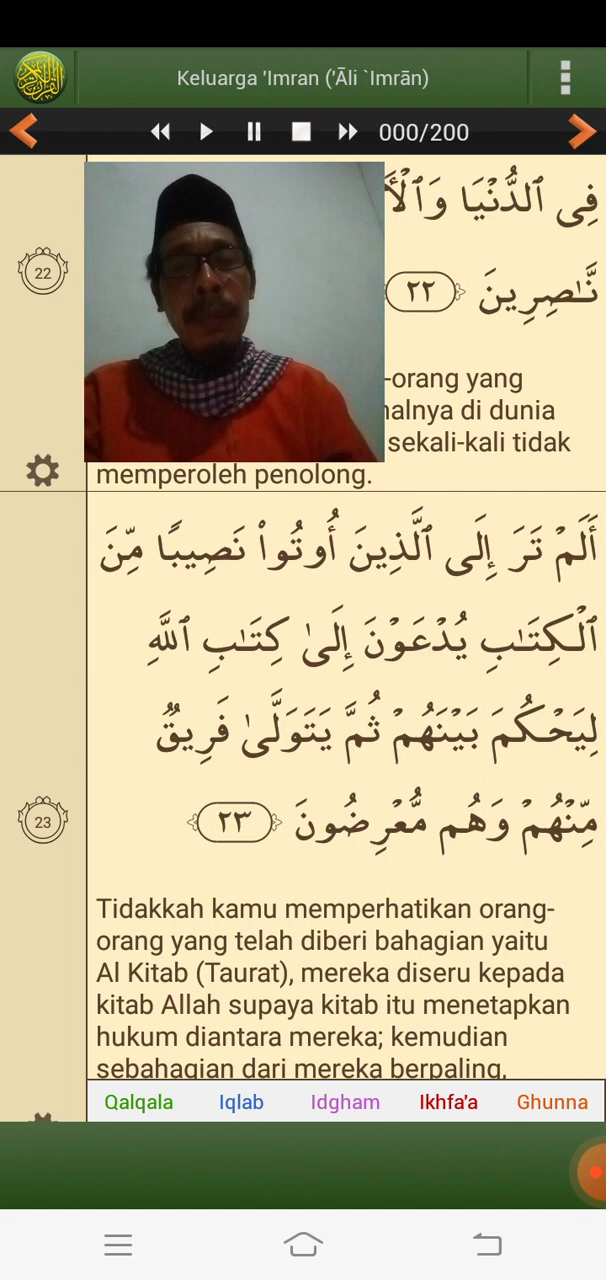 Keluarga 'Imran ('Āli `Imrān)
000/200
فِى ٱلدُّنْيَا
22
نَّـٰصِرِينَ ٢٢
-orang yang
di dunia
sekali-kali tidak
memperoleh penolong.
أَلَمْ تَرَ إِلَى ٱلَّذِينَ أُوتُوا۟ نَصِيبًا مِّنَ
ٱلْكِتَـٰبِ يُدْعَوْنَ إِلَىٰ كِتَـٰبِ ٱللَّهِ
لِيَحْكُمَ بَيْنَهُمْ ثُمَّ يَتَوَلَّىٰ فَرِيقٌ
23
مِّنْهُمْ وَهُم مُّعْرِضُونَ ٢٣
Tidakkah kamu memperhatikan orang-
orang yang telah diberi bahagian yaitu
Al Kitab (Taurat), mereka diseru kepada
kitab Allah supaya kitab itu menetapkan
hukum diantara mereka; kemudian
sebahagian dari mereka berpaling,
Qalqala Iqlab Idgham Ikhfa'a Ghunna